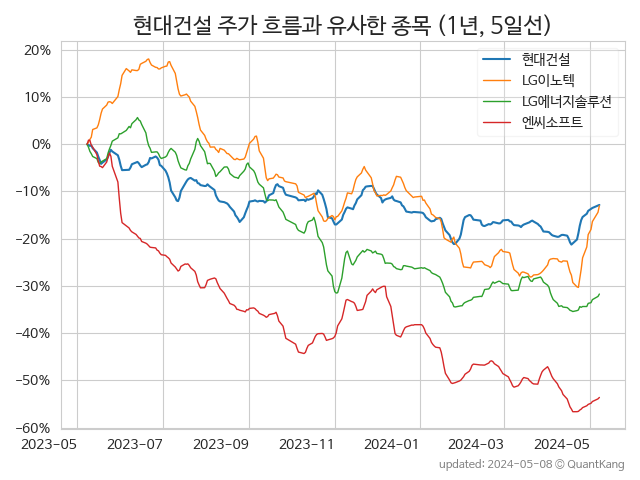 현대건설 주가 흐름과 유사한 종목 (1년, 5일선)
현대건설
LG이노텍
LG에너지솔루션
엔씨소프트
20%
10%
0%
−10%
−20%
−30%
−40%
−50%
−60%
2023-05 2023-07 2023-09 2023-11 2024-01 2024-03 2024-05
updated: 2024-05-08 © QuantKang